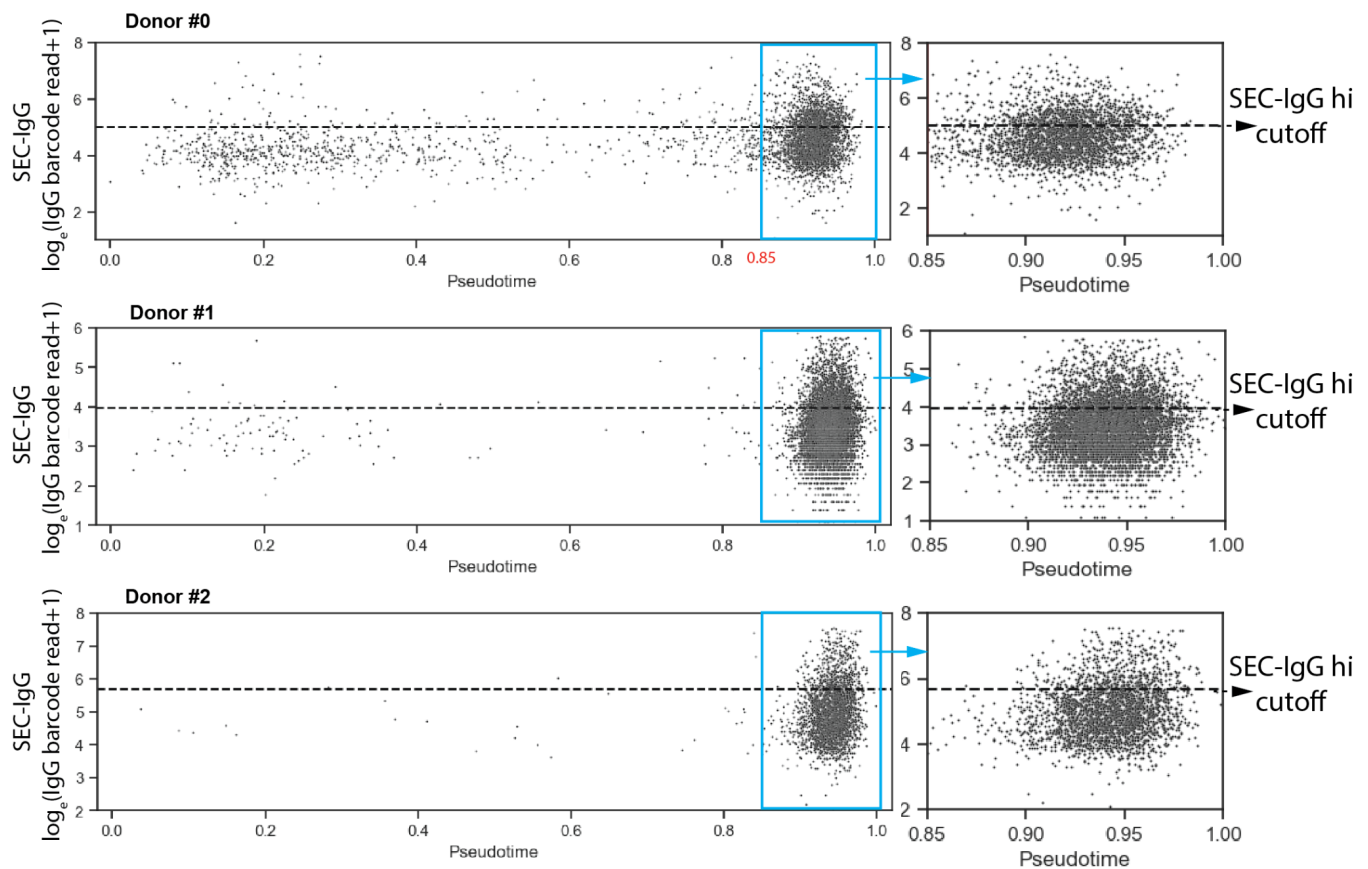 Donor #0
SEC-IgG
logₑ(IgG barcode read+1)
8
6
4
2
0.0
0.2
0.4
0.6
0.8
0.85
1.0
Pseudotime
8
6
4
2
0.85
0.90
0.95
1.00
Pseudotime
SEC-IgG hi
cutoff
Donor #1
SEC-IgG
logₑ(IgG barcode read+1)
6
5
4
3
2
1
0.0
0.2
0.4
0.6
0.8
1.0
Pseudotime
6
5
4
3
2
1
0.85
0.90
0.95
1.00
Pseudotime
SEC-IgG hi
cutoff
Donor #2
SEC-IgG
logₑ(IgG barcode read+1)
8
7
6
5
4
3
2
0.0
0.2
0.4
0.6
0.8
1.0
Pseudotime
8
6
4
2
0.85
0.90
0.95
1.00
Pseudotime
SEC-IgG hi
cutoff